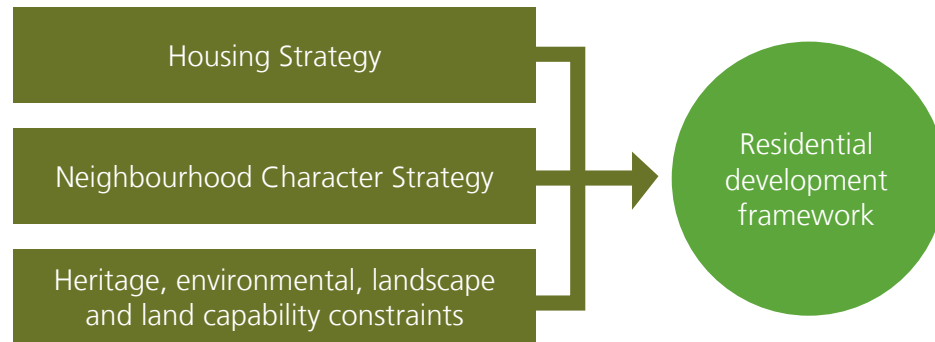 Housing Strategy
Neighbourhood Character Strategy
Heritage, environmental, landscape
and land capability constraints
Residential
development
framework